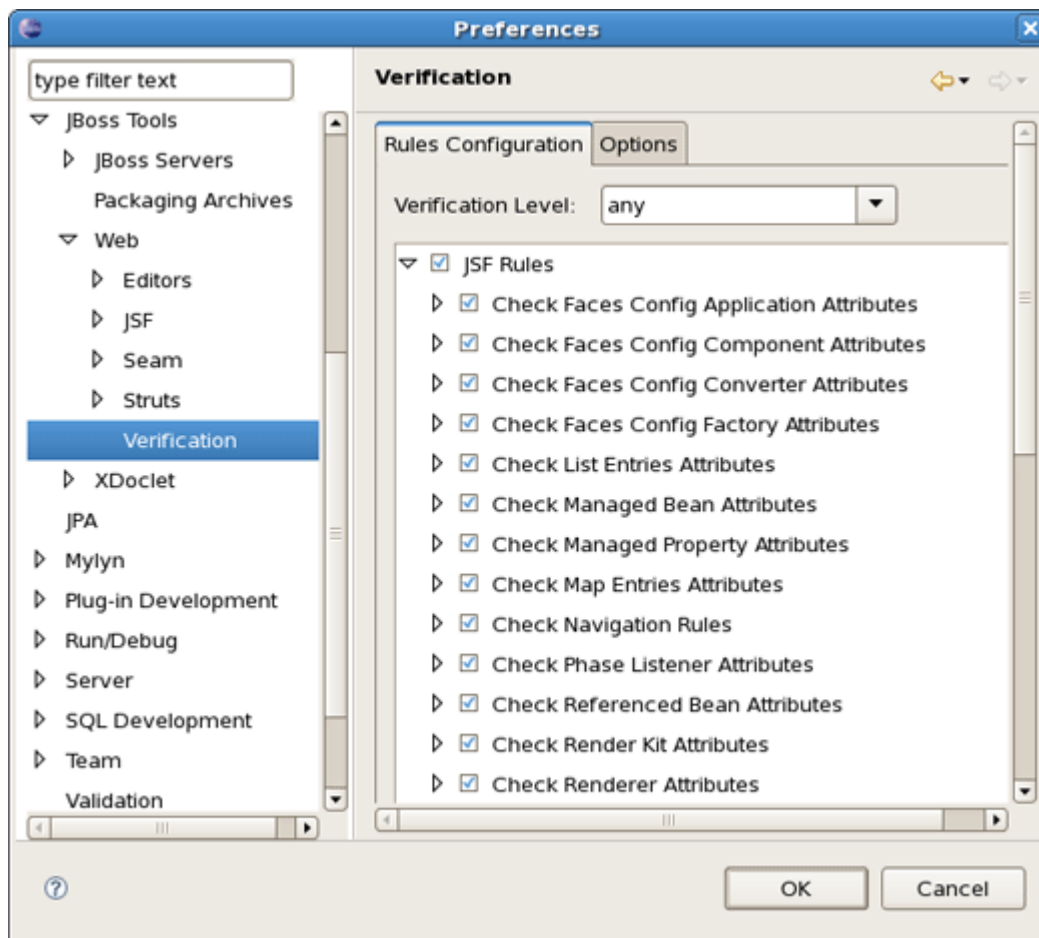 Preferences
type filter text
JBoss Tools
JBoss Servers
Packaging Archives
Web
Editors
JSF
Seam
Struts
Verification
XDoclet
JPA
Mylyn
Plug-in Development
Run/Debug
Server
SQL Development
Team
Validation
Verification
Rules Configuration Options
Verification Level: any
JSF Rules
Check Faces Config Application Attributes
Check Faces Config Component Attributes
Check Faces Config Converter Attributes
Check Faces Config Factory Attributes
Check List Entries Attributes
Check Managed Bean Attributes
Check Managed Property Attributes
Check Map Entries Attributes
Check Navigation Rules
Check Phase Listener Attributes
Check Referenced Bean Attributes
Check Render Kit Attributes
Check Renderer Attributes
OK Cancel